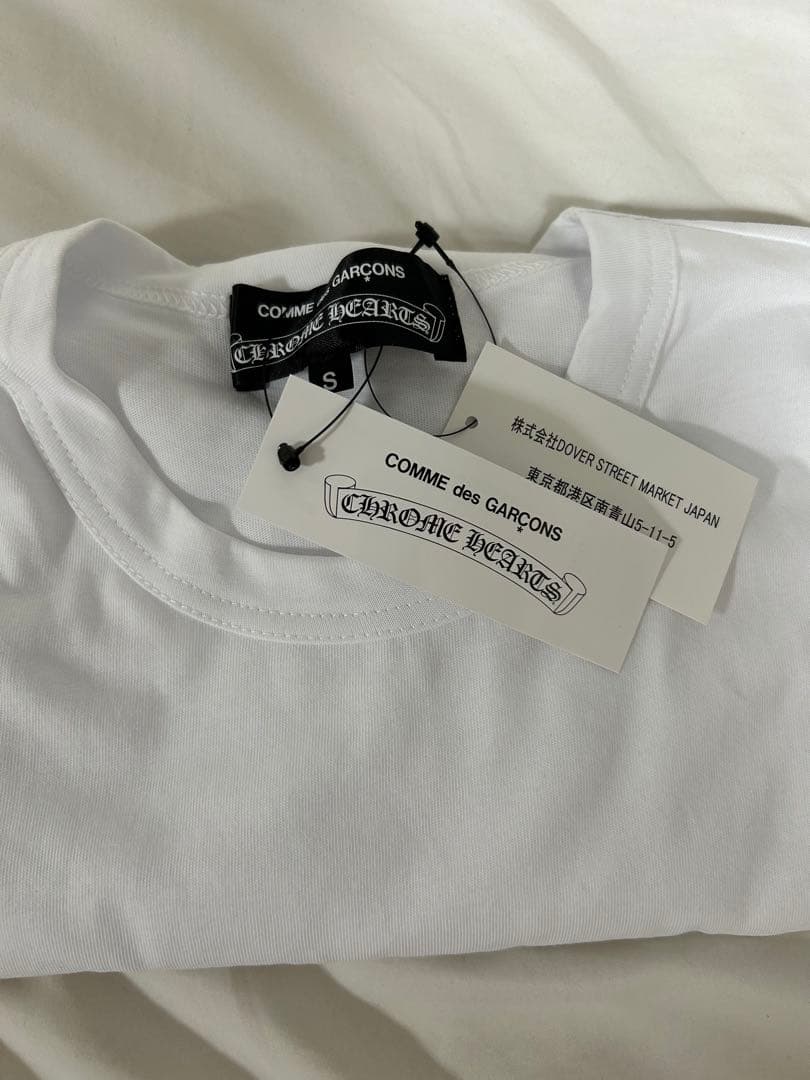 COMME des GARÇONS
CHROME HEARTS
S
COMME des GARÇONS
CHROME HEARTS
株式会社DOVER STREET MARKET JAPAN
東京都港区南青山5-11-5